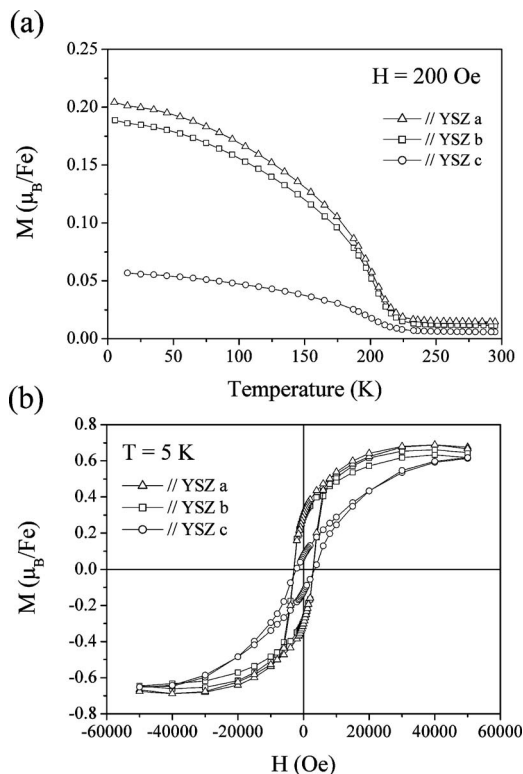 (a)
H = 200 Oe
// YSZ a
// YSZ b
// YSZ c
M (μB/Fe)
0.20
0.15
0.10
0.05
0.00
0 50 100 150 200 250 300
Temperature (K)
(b)
T = 5 K
// YSZ a
// YSZ b
// YSZ c
M (μB/Fe)
0.8
0.6
0.4
0.2
0.0
-0.2
-0.4
-0.6
-0.8
-60000 -40000 -20000 0 20000 40000 60000
H (Oe)